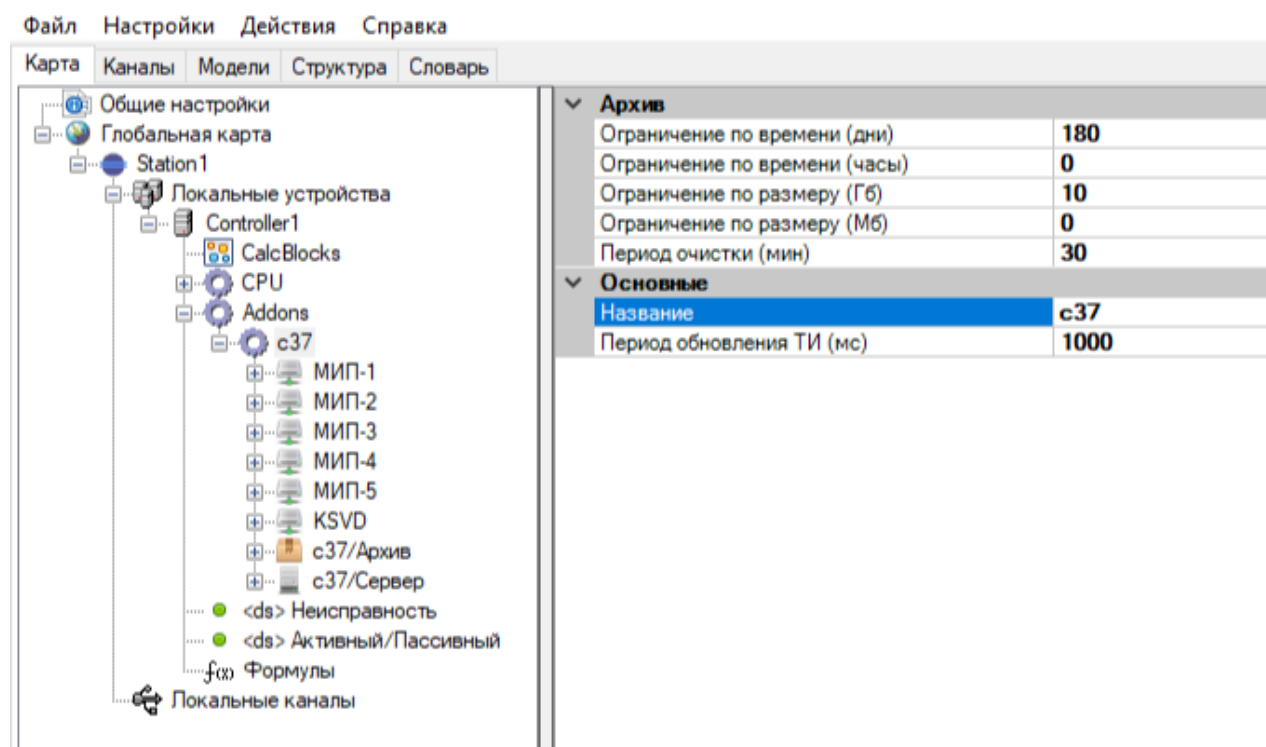 Файл Настройки Действия Справка
Карта Каналы Модели Структура Словарь
Общие настройки
Глобальная карта
Station1
Локальные устройства
Controller1
CalcBlocks
CPU
Addons
c37
МИП-1
МИП-2
МИП-3
МИП-4
МИП-5
KSVD
c37/Архив
c37/Сервер
<ds> Неисправность
<ds> Активный/Пассивный
f(x) Формулы
Локальные каналы
Архив
Ограничение по времени (дни) 180
Ограничение по времени (часы) 0
Ограничение по размеру (Гб) 10
Ограничение по размеру (Мб) 0
Период очистки (мин) 30
Основные
Название c37
Период обновления ТИ (мс) 1000